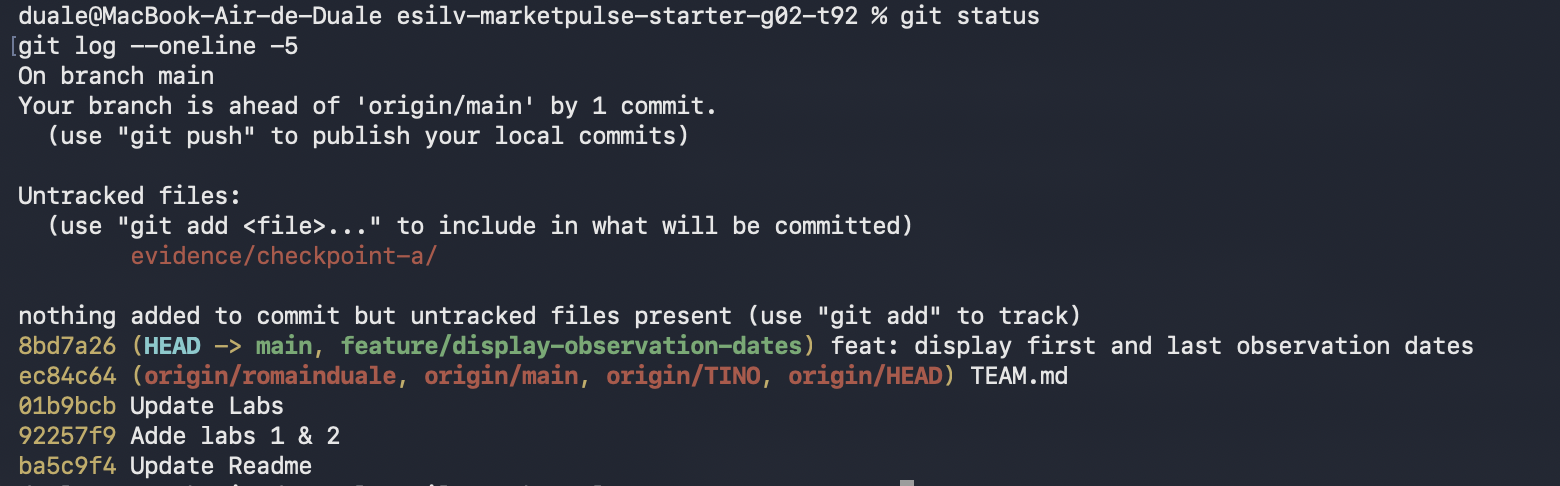 duale@MacBook-Air-de-Duale esilv-marketpulse-starter-g02-t92 % git status
[git log --oneline -5
On branch main
Your branch is ahead of 'origin/main' by 1 commit.
  (use "git push" to publish your local commits)

Untracked files:
  (use "git add <file>..." to include in what will be committed)
        evidence/checkpoint-a/

nothing added to commit but untracked files present (use "git add" to track)
8bd7a26 (HEAD -> main, feature/display-observation-dates) feat: display first and last observation dates
ec84c64 (origin/romainduale, origin/main, origin/TINO, origin/HEAD) TEAM.md
01b9bcb Update Labs
92257f9 Adde labs 1 & 2
ba5c9f4 Update Readme